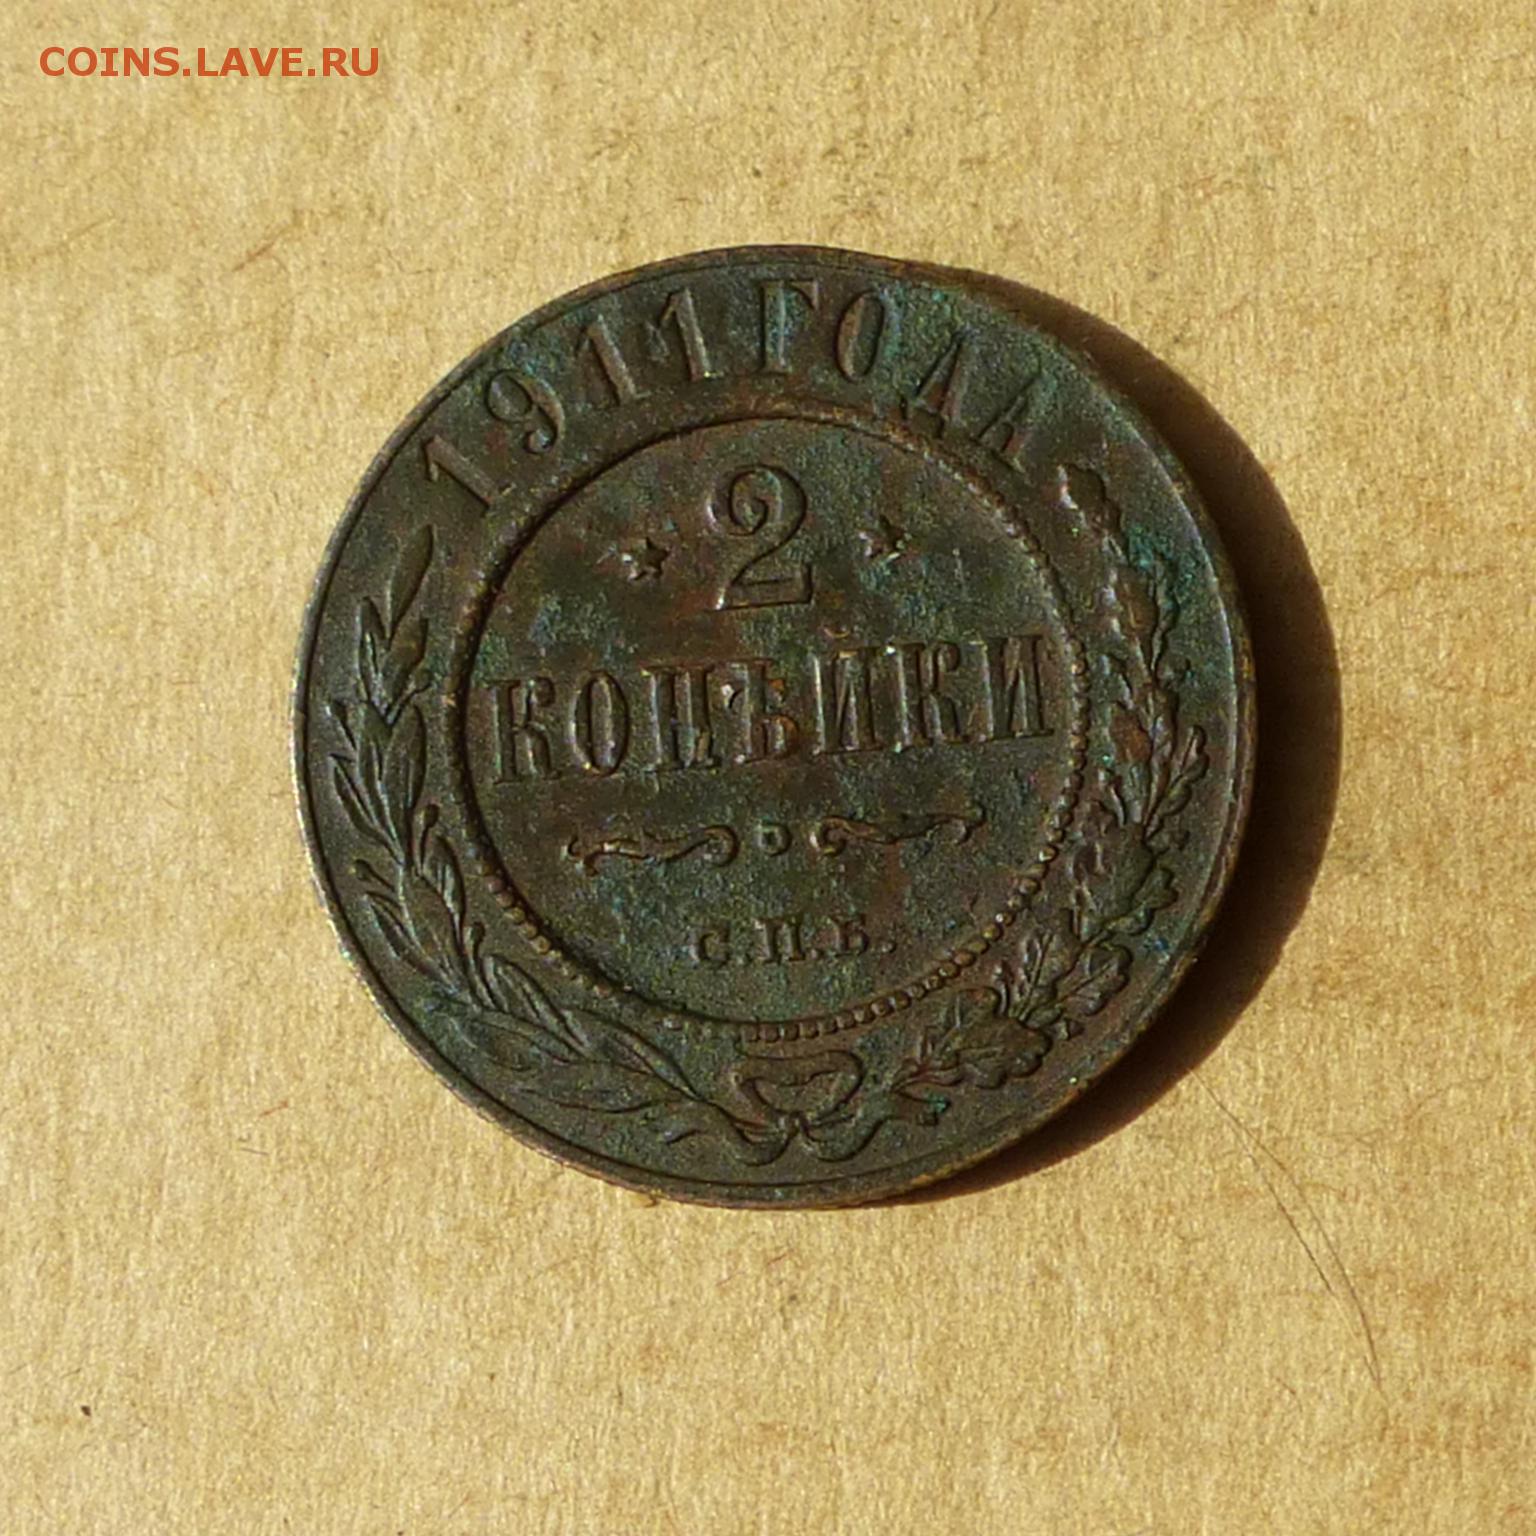 COINS.LAVE.RU
1911 ГОДА
2
КОПѢЙКИ
С.П.Б.